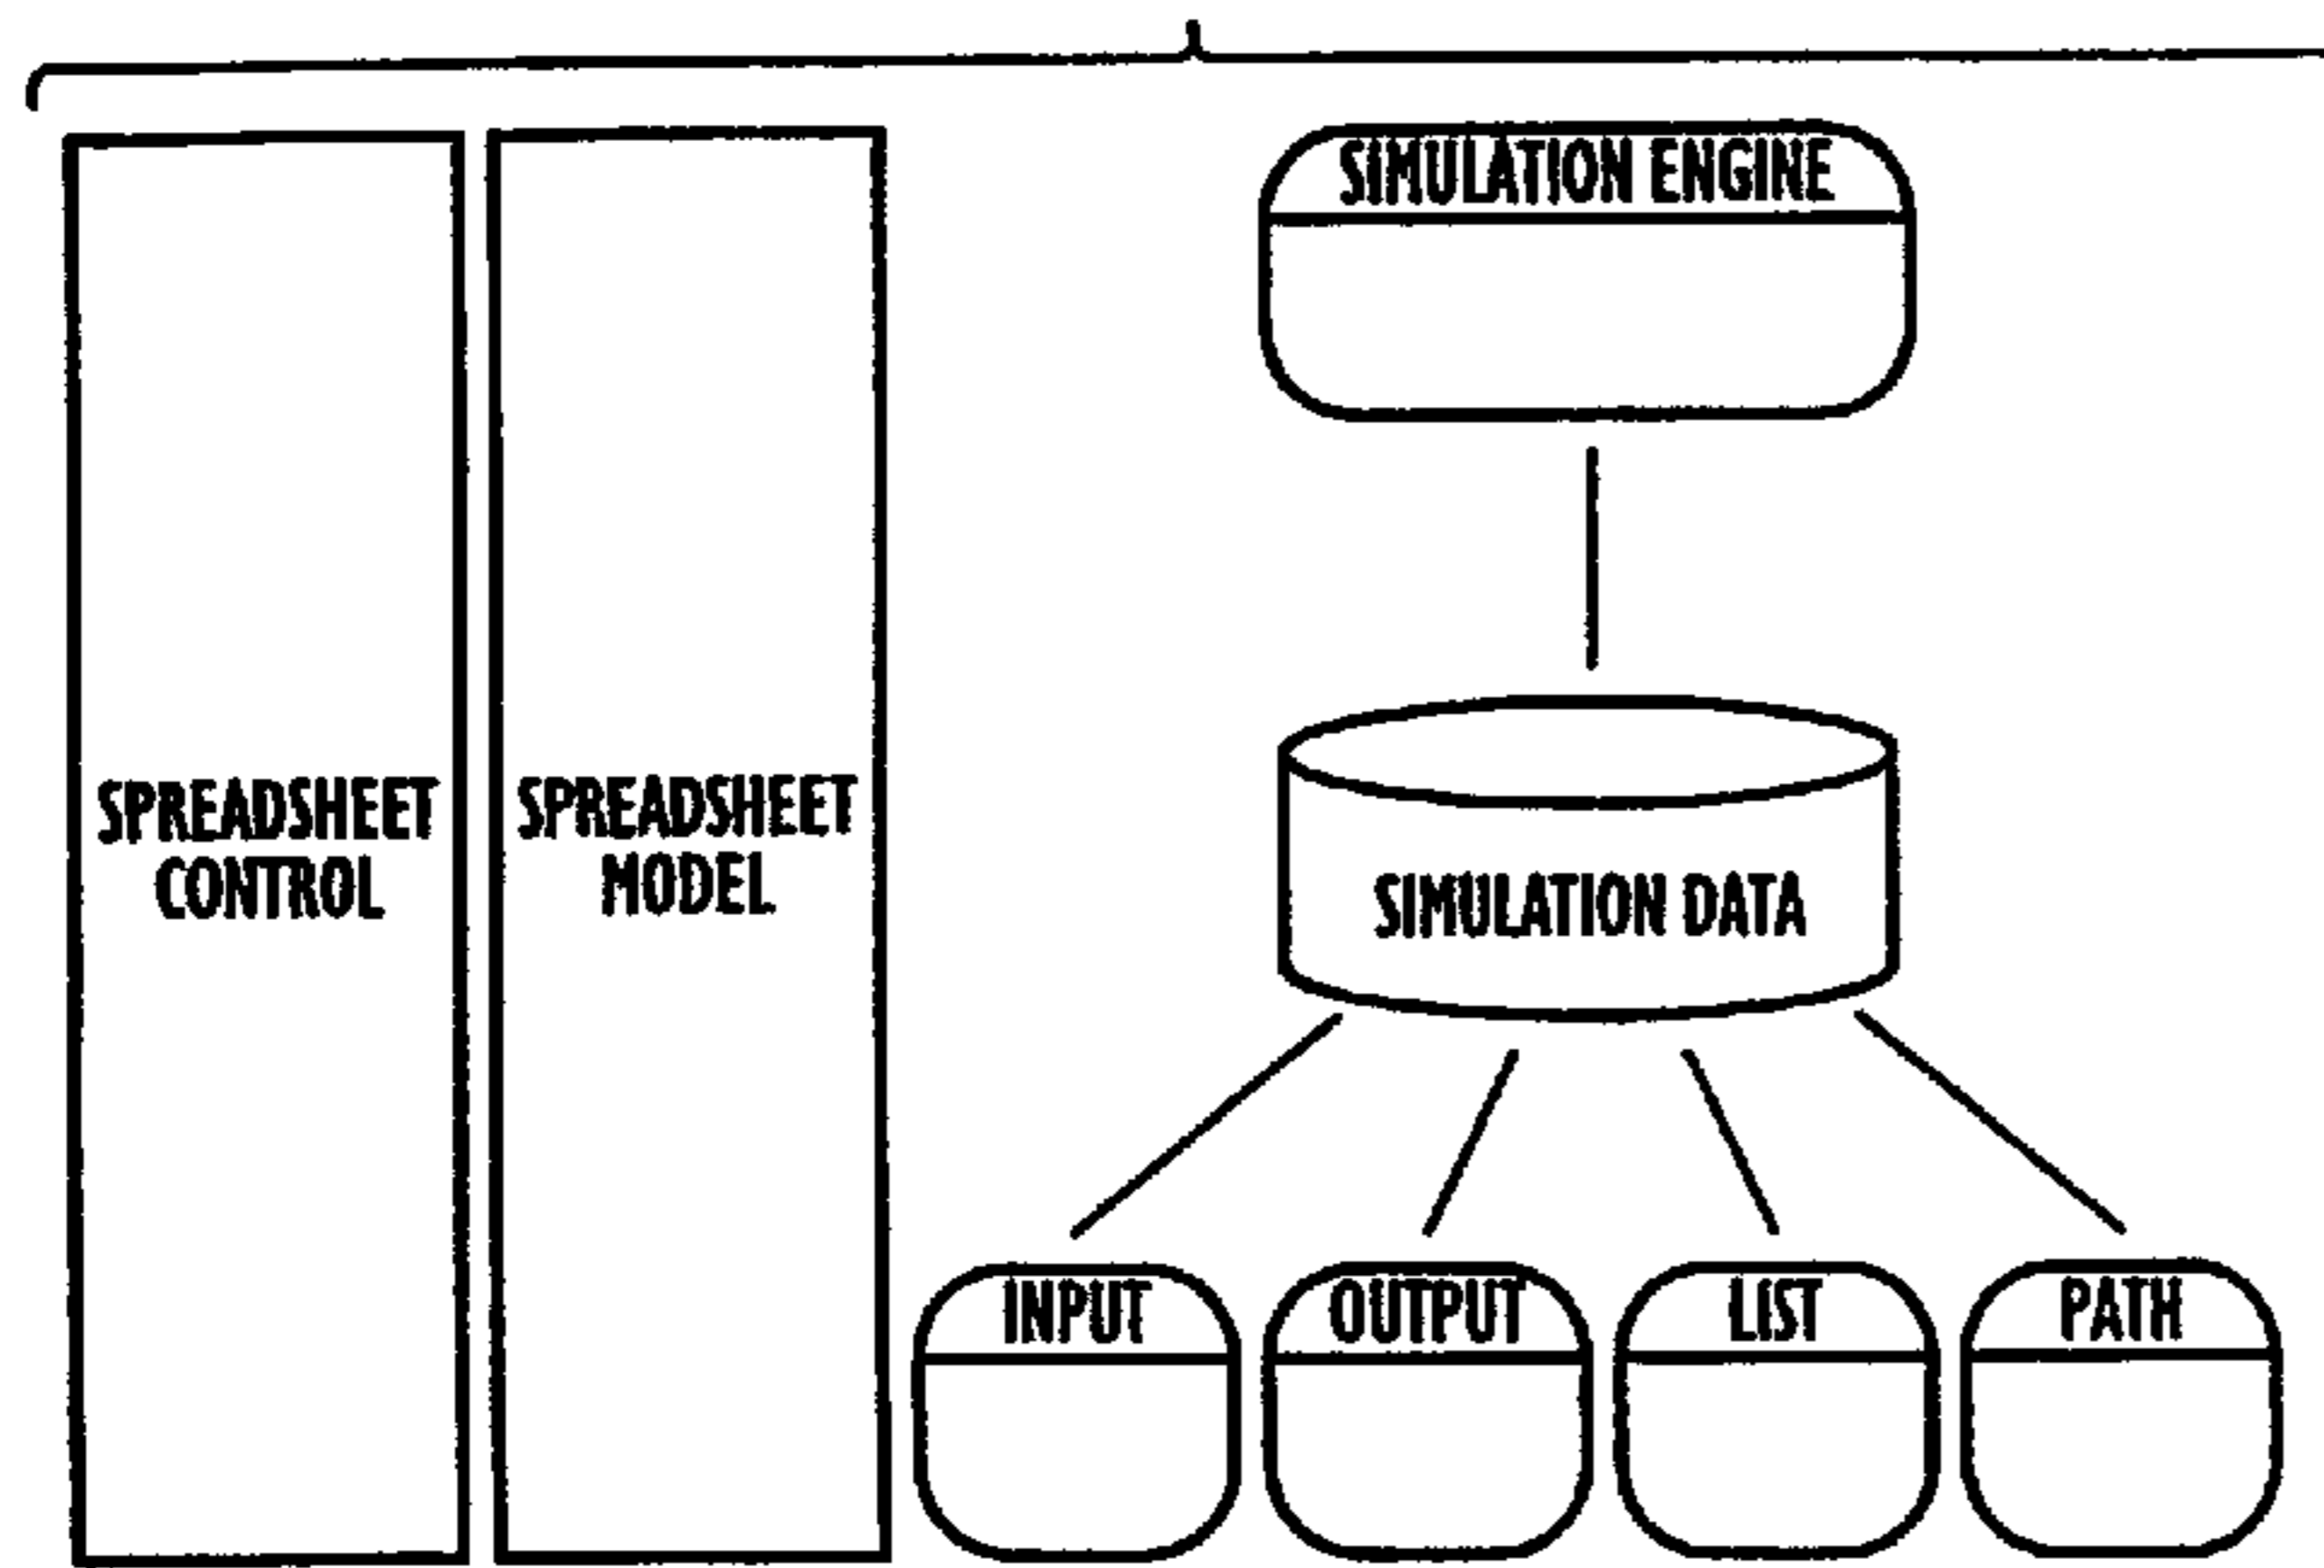 SPREADSHEET
CONTROL
SPREADSHEET
MODEL
SIMULATION ENGINE
SIMULATION DATA
INPUT
OUTPUT
LIST
PATH